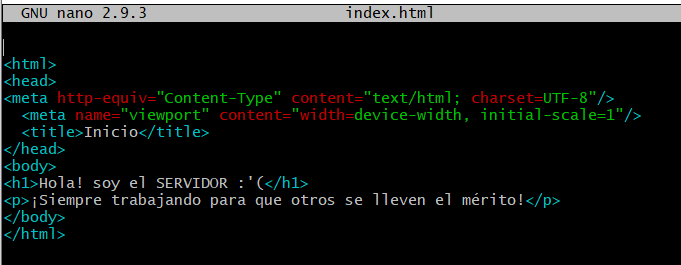 GNU nano 2.9.3 index.html
<html>
<head>
<meta http-equiv="Content-Type" content="text/html; charset=UTF-8"/>
<meta name="viewport" content="width=device-width, initial-scale=1"/>
<title>Inicio</title>
</head>
<body>
<h1>Hola! soy el SERVIDOR :'(</h1>
<p>¡Siempre trabajando para que otros se lleven el mérito!</p>
</body>
</html>